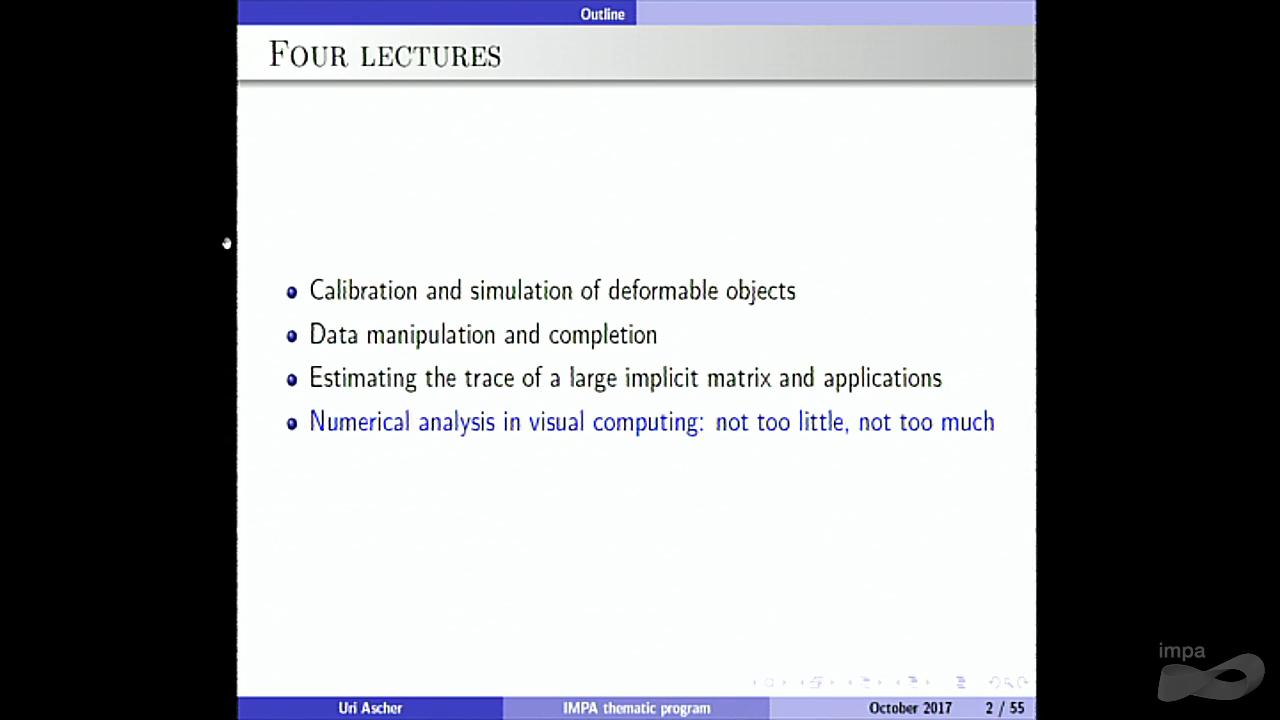 Outline
Four lectures
Calibration and simulation of deformable objects
Data manipulation and completion
Estimating the trace of a large implicit matrix and applications
Numerical analysis in visual computing: not too little, not too much
impa
Uri Ascher IMPA thematic program October 2017 2 / 55